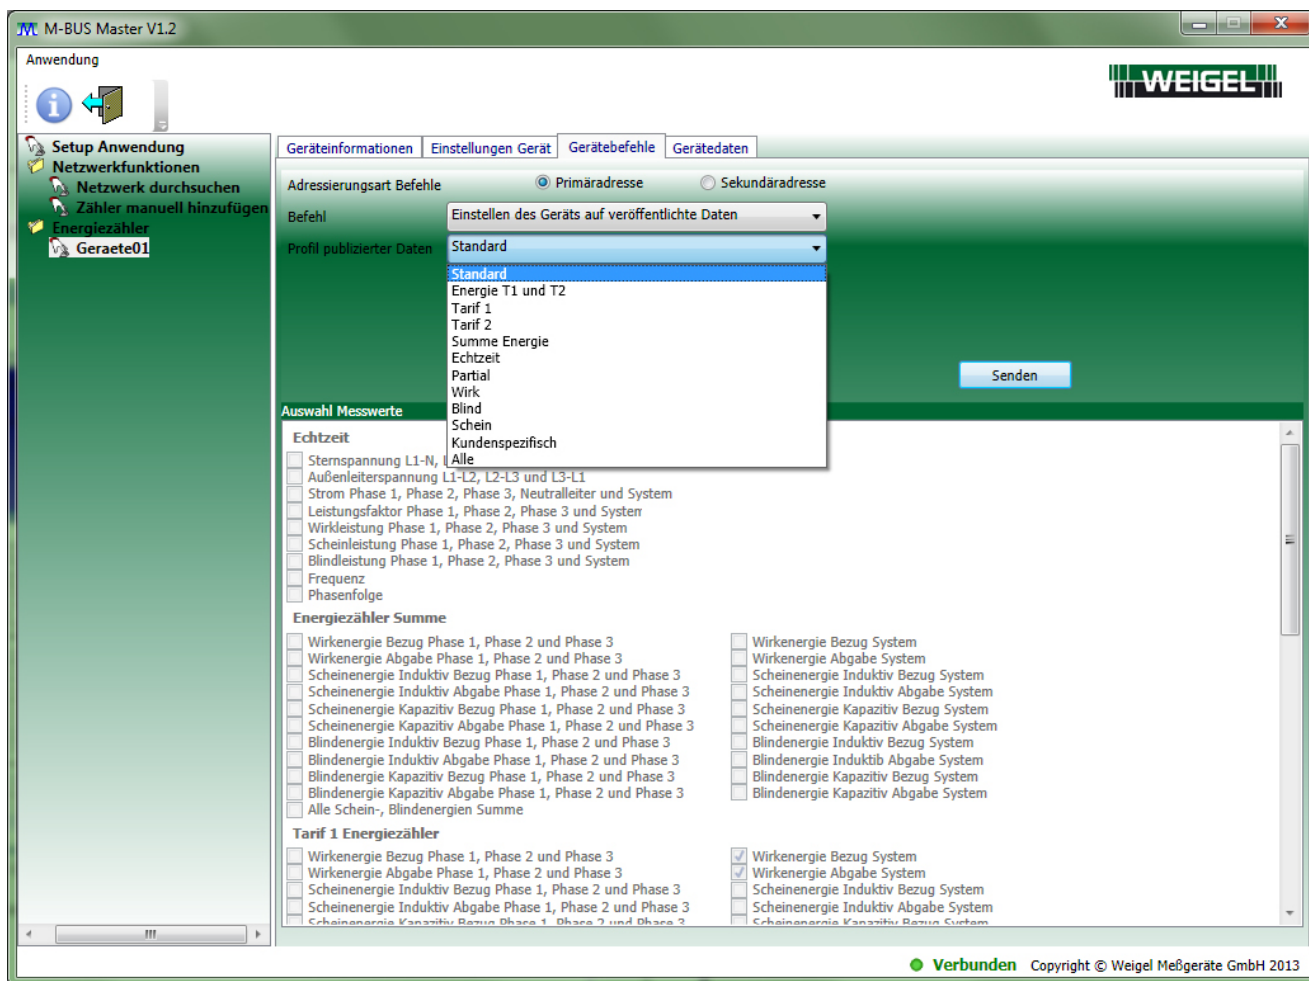 M-BUS Master V1.2
Anwendung
WEIGEL
Setup Anwendung
Netzwerkfunktionen
Netzwerk durchsuchen
Zähler manuell hinzufügen
Energiezähler
Geraete01
Geräteinformationen
Einstellungen Gerät
Gerätebefehle
Gerätedaten
Adressierungsart Befehle
Primäradresse
Sekundäradresse
Befehl
Einstellen des Geräts auf veröffentlichte Daten
Profil publizierter Daten
Standard
Standard
Energie T1 und T2
Tarif 1
Tarif 2
Summe Energie
Echtzeit
Partial
Wirk
Blind
Schein
Kundenspezifisch
Alle
Senden
Auswahl Messwerte
Echtzeit
Sternspannung L1-N,
Außenleiterspannung L1-L2, L2-L3 und L3-L1
Strom Phase 1, Phase 2, Phase 3, Neutralleiter und System
Leistungsfaktor Phase 1, Phase 2, Phase 3 und System
Wirkleistung Phase 1, Phase 2, Phase 3 und System
Scheinleistung Phase 1, Phase 2, Phase 3 und System
Blindleistung Phase 1, Phase 2, Phase 3 und System
Frequenz
Phasenfolge
Energiezähler Summe
Wirkenergie Bezug Phase 1, Phase 2 und Phase 3
Wirkenergie Abgabe Phase 1, Phase 2 und Phase 3
Scheinenergie Induktiv Bezug Phase 1, Phase 2 und Phase 3
Scheinenergie Induktiv Abgabe Phase 1, Phase 2 und Phase 3
Scheinenergie Kapazitiv Bezug Phase 1, Phase 2 und Phase 3
Scheinenergie Kapazitiv Abgabe Phase 1, Phase 2 und Phase 3
Blindenergie Induktiv Bezug Phase 1, Phase 2 und Phase 3
Blindenergie Induktiv Abgabe Phase 1, Phase 2 und Phase 3
Blindenergie Kapazitiv Bezug Phase 1, Phase 2 und Phase 3
Blindenergie Kapazitiv Abgabe Phase 1, Phase 2 und Phase 3
Alle Schein-, Blindenergien Summe
Wirkenergie Bezug System
Wirkenergie Abgabe System
Scheinenergie Induktiv Bezug System
Scheinenergie Induktiv Abgabe System
Scheinenergie Kapazitiv Bezug System
Scheinenergie Kapazitiv Abgabe System
Blindenergie Induktiv Bezug System
Blindenergie Induktib Abgabe System
Blindenergie Kapazitiv Bezug System
Blindenergie Kapazitiv Abgabe System
Tarif 1 Energiezähler
Wirkenergie Bezug Phase 1, Phase 2 und Phase 3
Wirkenergie Abgabe Phase 1, Phase 2 und Phase 3
Scheinenergie Induktiv Bezug Phase 1, Phase 2 und Phase 3
Scheinenergie Induktiv Abgabe Phase 1, Phase 2 und Phase 3
Scheinenergie Kapazitiv Bezug Phase 1, Phase 2 und Phase 3
Wirkenergie Bezug System
Wirkenergie Abgabe System
Scheinenergie Induktiv Bezug System
Scheinenergie Induktiv Abgabe System
Scheinenergie Kapazitiv Bezug System
Verbunden
Copyright © Weigel Meßgeräte GmbH 2013